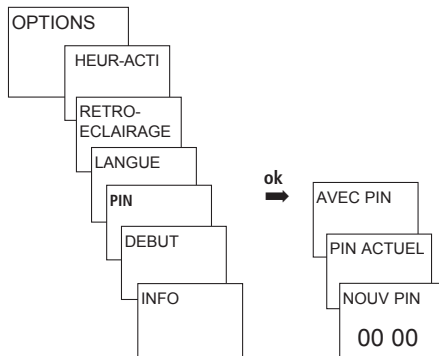 OPTIONS
HEUR-ACTI
RETRO-
ECLAIRAGE
LANGUE
PIN
DEBUT
INFO
ok
AVEC PIN
PIN ACTUEL
NOUV PIN
00 00